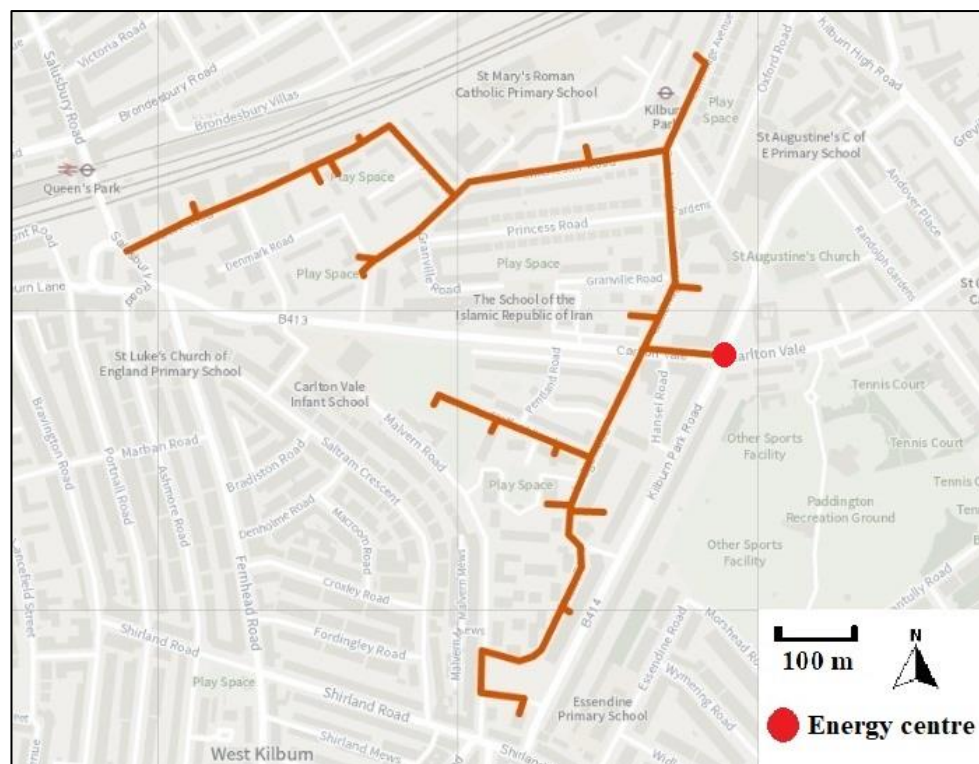 Salusbury Road
Victoria Road
Brondesbury Road
Brondesbury Villas
St Mary's Roman
Catholic Primary School
Oxford Road
Kilburn High Road
Play
Space
St Augustine's C of
E Primary School
Queen's Park
Play Space
Andover Place
Princess Road
Denmark Road
Granville
Road
Play Space
Play Space
Granville Road
Randolph Gardens
St Augustine's Church
Salusbury
Road
B413
The School of the
Islamic Republic of Iran
Carlton Vale
St Luke's Church of
England Primary School
Carlton Vale
Infant School
Pentland Road
Hansel Road
Kilburn Park Road
Tennis Court
Tennis Court
Bravington Road
Portnall Road
Ashmore Road
Bradiston Road
Saltram Crescent
Malvern Road
Other Sports
Facility
Play Space
Paddington
Recreation Ground
Denholme Road
Macroom Road
Croxley Road
Fernhead Road
Malvern Mews
Other Sports
Facility
B414
Shirland Road
Fordingley Road
Mews
Essendine Road
Wymering Road
Play Space
Shirland Road
Shirland Mews
Essendine
Primary School
West Kilburn
100 m
N
Energy centre